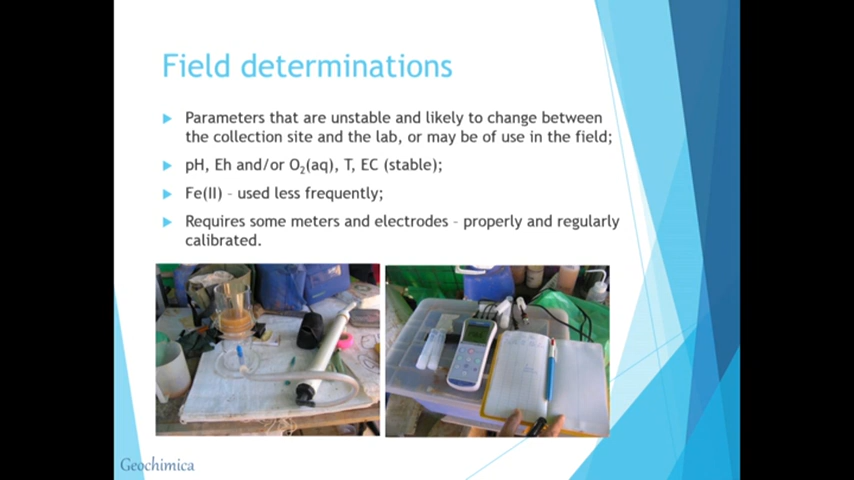 Field determinations
Parameters that are unstable and likely to change between
the collection site and the lab, or may be of use in the field;
pH, Eh and/or O₂(aq), T, EC (stable);
Fe(II) – used less frequently;
Requires some meters and electrodes – properly and regularly
calibrated.
Geochimica